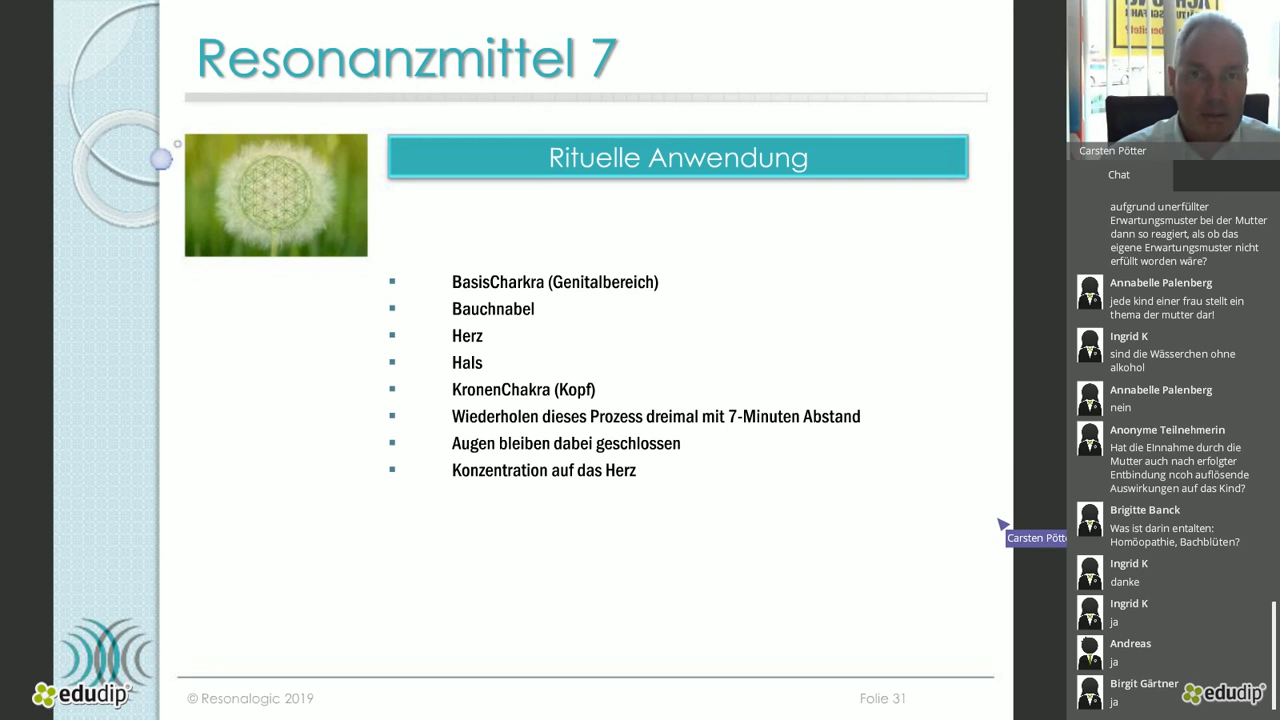 Resonanzmittel 7
Rituelle Anwendung
BasisCharkra (Genitalbereich)
Bauchnabel
Herz
Hals
KronenChakra (Kopf)
Wiederholen dieses Prozess dreimal mit 7-Minuten Abstand
Augen bleiben dabei geschlossen
Konzentration auf das Herz
© Resonalogic 2019
Folie 31
edudip
Carsten Pötte
Carsten Pötter
Chat
aufgrund unerfüllter
Erwartungsmuster bei der Mutter
dann so reagiert, als ob das
eigene Erwartungsmuster nicht
erfüllt worden wäre?
Annabelle Palenberg
jede kind einer frau stellt ein
thema der mutter dar!
Ingrid K
sind die Wässerchen ohne
alkohol
Annabelle Palenberg
nein
Anonyme Teilnehmerin
Hat die EInnahme durch die
Mutter auch nach erfolgter
Entbindung ncoh auflösende
Auswirkungen auf das Kind?
Brigitte Banck
Was ist darin entalten:
Homöopathie, Bachblüten?
Ingrid K
danke
Ingrid K
ja
Andreas
ja
Birgit Gärtner
ja
edudip